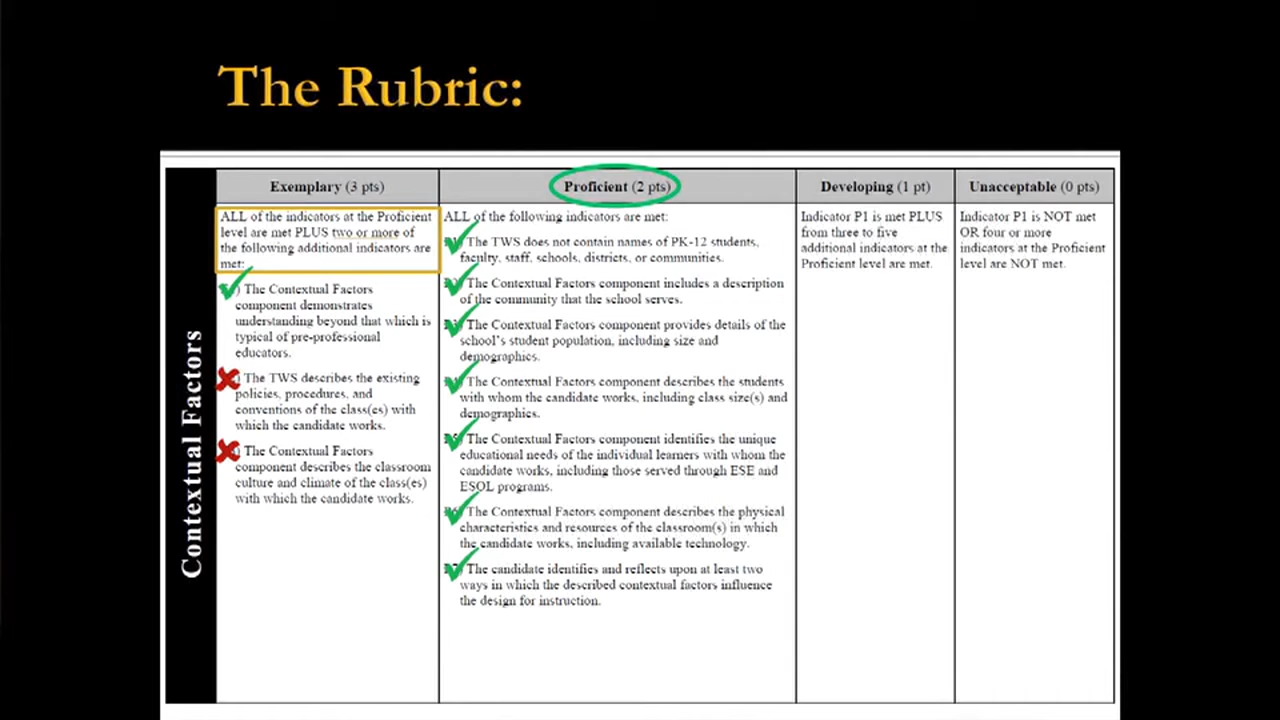 The Rubric:
Contextual Factors
Exemplary (3 pts)
ALL of the indicators at the Proficient
level are met PLUS two or more of
the following additional indicators are
met:
The Contextual Factors
component demonstrates
understanding beyond that which is
typical of pre-professional
educators.
The TWS describes the existing
policies, procedures, and
conventions of the class(es) with
which the candidate works.
The Contextual Factors
component describes the classroom
culture and climate of the class(es)
with which the candidate works.
Proficient (2 pts)
ALL of the following indicators are met:
The TWS does not contain names of PK-12 students,
faculty, staff, schools, districts, or communities.
The Contextual Factors component includes a description
of the community that the school serves.
The Contextual Factors component provides details of the
school's student population, including size and
demographics.
The Contextual Factors component describes the students
with whom the candidate works, including class size(s) and
demographics.
The Contextual Factors component identifies the unique
educational needs of the individual learners with whom the
candidate works, including those served through ESE and
ESOL programs.
The Contextual Factors component describes the physical
characteristics and resources of the classroom(s) in which
the candidate works, including available technology.
The candidate identifies and reflects upon at least two
ways in which the described contextual factors influence
the design for instruction.
Developing (1 pt)
Indicator P1 is met PLUS
from three to five
additional indicators at the
Proficient level are met.
Unacceptable (0 pts)
Indicator P1 is NOT met
OR four or more
indicators at the Proficient
level are NOT met.